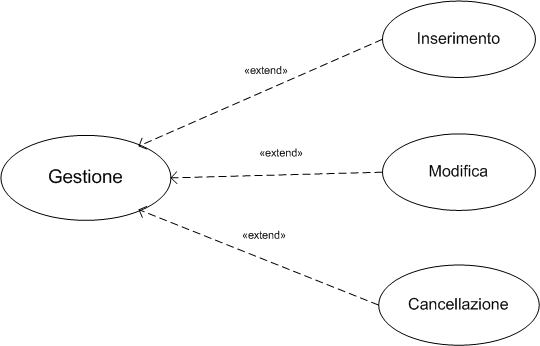 Inserimento
«extend»
«extend»
Gestione
Modifica
«extend»
Cancellazione